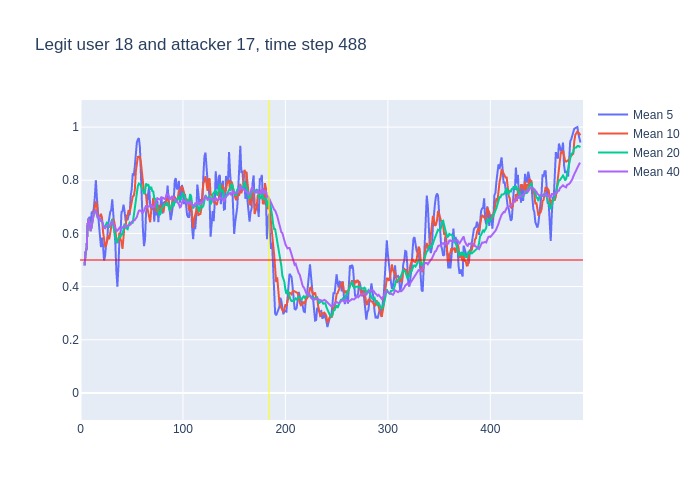 Legit user 18 and attacker 17, time step 488
Mean 5
Mean 10
Mean 20
Mean 40
1
0.8
0.6
0.4
0.2
0
0 100 200 300 400